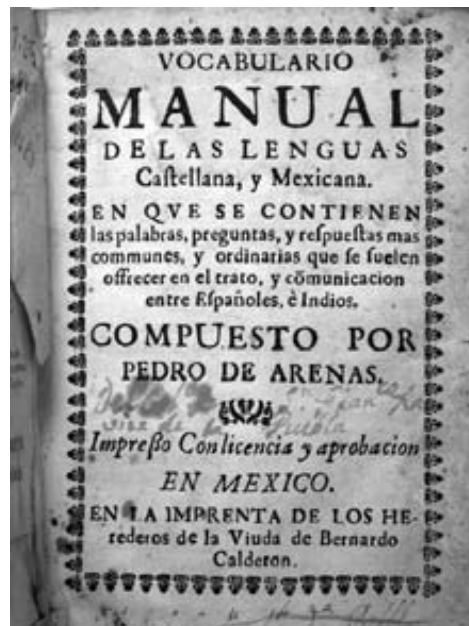 VOCABULARIO
MANUAL
DE LAS LENGUAS
Caſtellana, y Mexicana.
EN QVE SE CONTIENEN
las palabras, preguntas, y reſpueſtas mas
communes, y ordinarias que ſe ſuelen
offrecer en el trato, y cõmunicacion
entre Eſpañoles, è Indios.
COMPUESTO POR
PEDRO DE ARENAS.
Impreſſo Con licencia y aprobacion
EN MEXICO.
EN LA IMPRENTA DE LOS HE-
rederos de la Viuda de Bernardo
Calderon.